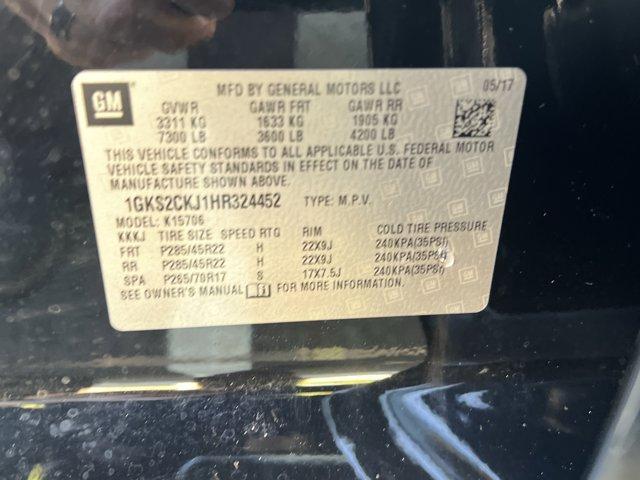 GM
MFD BY GENERAL MOTORS LLC 05/17
GVWR GAWR FRT GAWR RR
3311 KG 1633 KG 1905 KG
7300 LB 3600 LB 4200 LB
THIS VEHICLE CONFORMS TO ALL APPLICABLE U.S. FEDERAL MOTOR
VEHICLE SAFETY STANDARDS IN EFFECT ON THE DATE OF
MANUFACTURE SHOWN ABOVE.
1GKS2CKJ1HR324452 TYPE: M.P.V.
MODEL: K15706
KKKJ TIRE SIZE SPEED RTG RIM COLD TIRE PRESSURE
FRT P285/45R22 H 22X9J 240KPA(35PSI)
RR P285/45R22 H 22X9J 240KPA(35PSI)
SPA P265/70R17 S 17X7.5J 240KPA(35PSI)
SEE OWNER'S MANUAL FOR MORE INFORMATION.